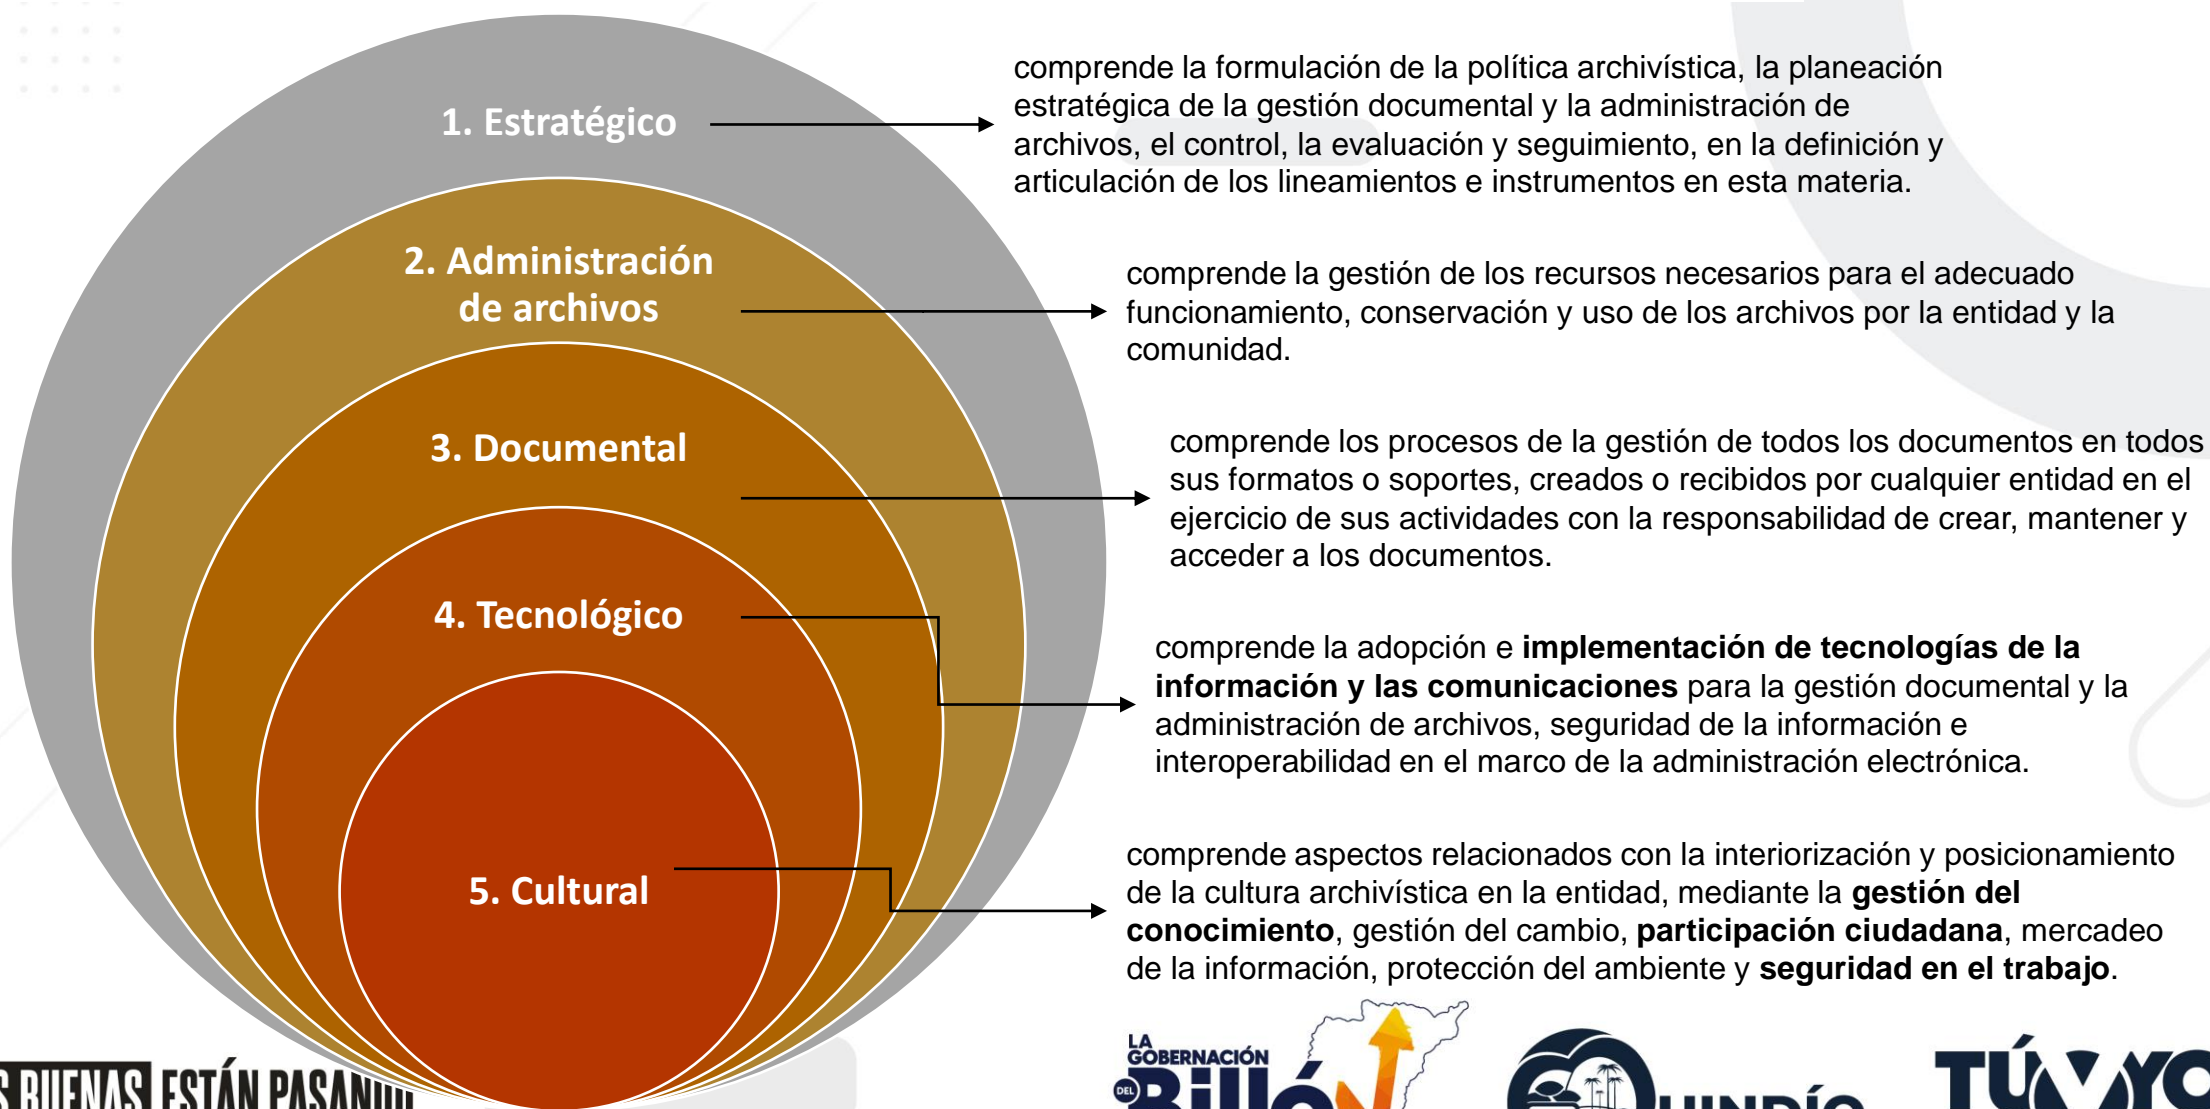 1. Estratégico
comprende la formulación de la política archivística, la planeación
estratégica de la gestión documental y la administración de
archivos, el control, la evaluación y seguimiento, en la definición y
articulación de los lineamientos e instrumentos en esta materia.
2. Administración
de archivos
comprende la gestión de los recursos necesarios para el adecuado
funcionamiento, conservación y uso de los archivos por la entidad y la
comunidad.
3. Documental
comprende los procesos de la gestión de todos los documentos en todos
sus formatos o soportes, creados o recibidos por cualquier entidad en el
ejercicio de sus actividades con la responsabilidad de crear, mantener y
acceder a los documentos.
4. Tecnológico
comprende la adopción e implementación de tecnologías de la
información y las comunicaciones para la gestión documental y la
administración de archivos, seguridad de la información e
interoperabilidad en el marco de la administración electrónica.
5. Cultural
comprende aspectos relacionados con la interiorización y posicionamiento
de la cultura archivística en la entidad, mediante la gestión del
conocimiento, gestión del cambio, participación ciudadana, mercadeo
de la información, protección del ambiente y seguridad en el trabajo.
BUENAS ESTÁN PASANDO
LA
GOBERNACIÓN
DEL
Billón
QUINDÍO
TÚ Y YO